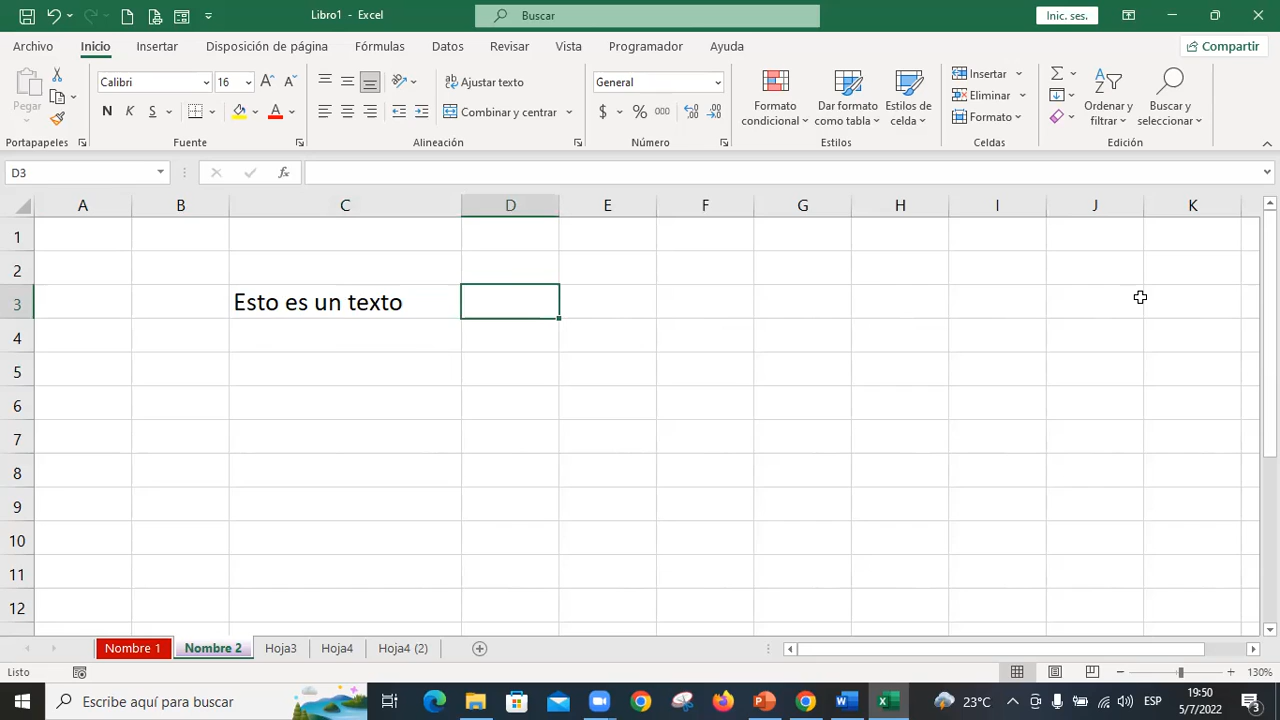 Libro1 - Excel
Buscar
Inic. ses.
Archivo Inicio Insertar Disposición de página Fórmulas Datos Revisar Vista Programador Ayuda
Compartir
Pegar
Portapapeles
Calibri 16
N K S
Fuente
Ajustar texto
Combinar y centrar
Alineación
General
$ % 000
Número
Formato condicional
Dar formato como tabla
Estilos de celda
Estilos
Insertar
Eliminar
Formato
Celdas
Ordenar y filtrar
Buscar y seleccionar
Edición
D3
A B C D E F G H I J K
1
2
3 Esto es un texto
4
5
6
7
8
9
10
11
12
Nombre 1 Nombre 2 Hoja3 Hoja4 Hoja4 (2)
Listo
130%
Escribe aquí para buscar
23°C
ESP
19:50
5/7/2022
3